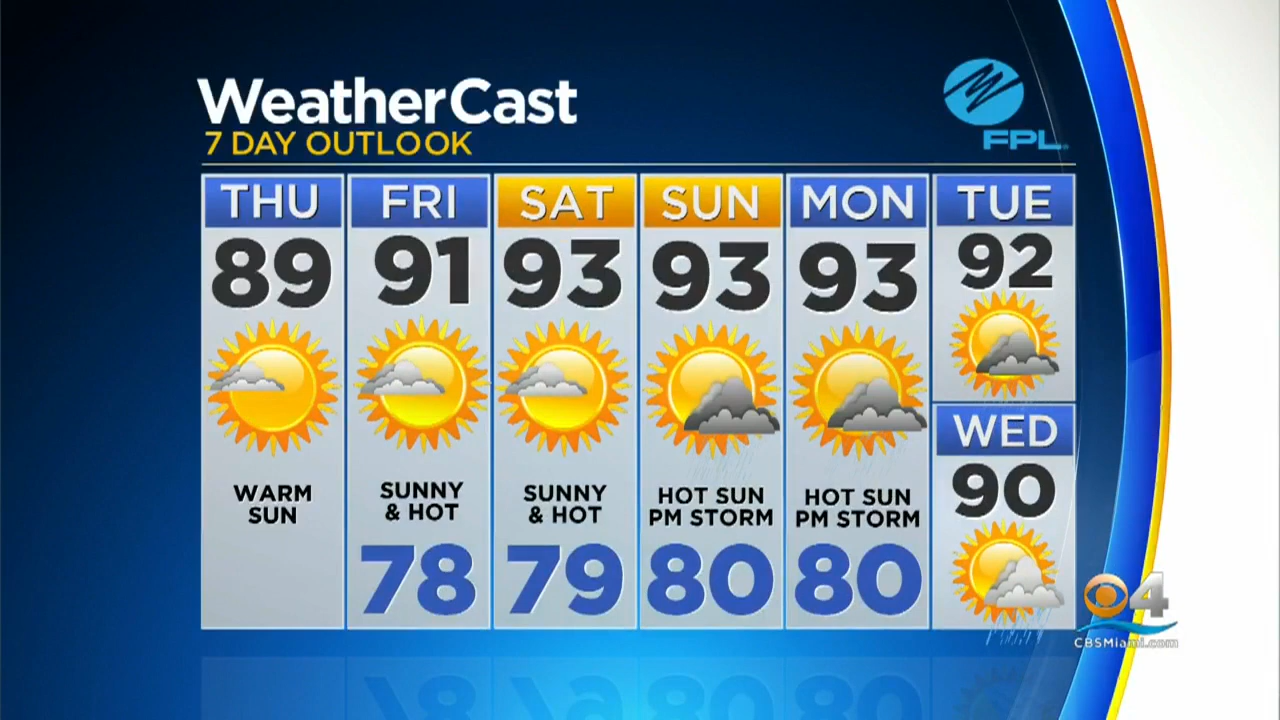 WeatherCast
7 DAY OUTLOOK
FPL
THU
89
WARM
SUN
FRI
91
SUNNY
& HOT
78
SAT
93
SUNNY
& HOT
79
SUN
93
HOT SUN
PM STORM
80
MON
93
HOT SUN
PM STORM
80
TUE
92
WED
90
4
CBSMiami.com